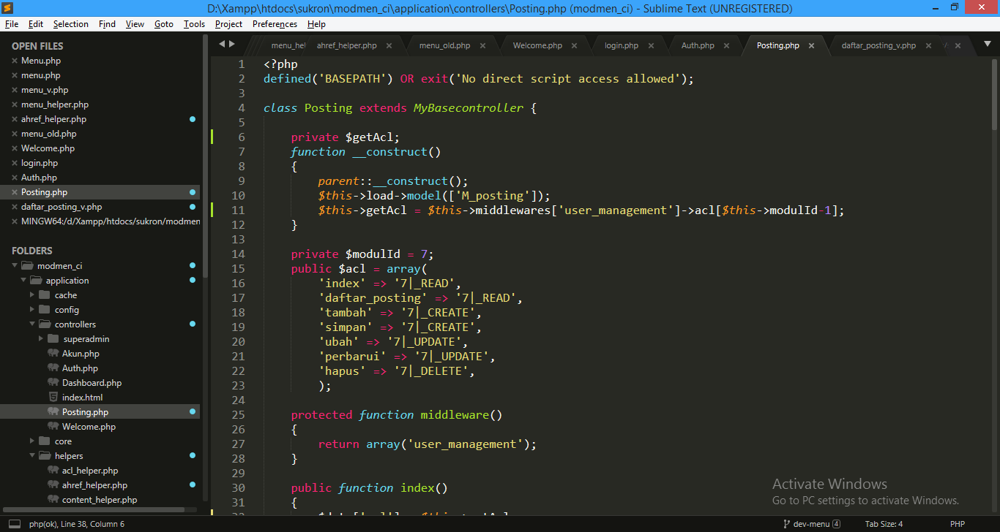 D:\Xampp\htdocs\sukron\modmen_ci\application\controllers\Posting.php (modmen_ci) - Sublime Text (UNREGISTERED)
File Edit Selection Find View Goto Tools Project Preferences Help
OPEN FILES
Menu.php
menu.php
menu_v.php
menu_helper.php
ahref_helper.php
menu_old.php
Welcome.php
login.php
Auth.php
Posting.php
daftar_posting_v.php
MINGW64:/d/Xampp/htdocs/sukron/modmen
FOLDERS
modmen_ci
application
cache
config
controllers
superadmin
Akun.php
Auth.php
Dashboard.php
index.html
Posting.php
Welcome.php
core
helpers
acl_helper.php
ahref_helper.php
content_helper.php
menu_hel ahref_helper.php menu_old.php Welcome.php login.php Auth.php Posting.php daftar_posting_v.php
1 <?php
2 defined('BASEPATH') OR exit('No direct script access allowed');
3
4 class Posting extends MyBasecontroller {
5
6 private $getAcl;
7 function __construct()
8 {
9 parent::__construct();
10 $this->load->model(['M_posting']);
11 $this->getAcl = $this->middlewares['user_management']->acl[$this->modulId-1];
12 }
13
14 private $modulId = 7;
15 public $acl = array(
16 'index' => '7|_READ',
17 'daftar_posting' => '7|_READ',
18 'tambah' => '7|_CREATE',
19 'simpan' => '7|_CREATE',
20 'ubah' => '7|_UPDATE',
21 'perbarui' => '7|_UPDATE',
22 'hapus' => '7|_DELETE',
23 );
24
25 protected function middleware()
26 {
27 return array('user_management');
28 }
29
30 public function index()
31 {
Activate Windows
Go to PC settings to activate Windows.
php(ok), Line 38, Column 6 dev-menu 4 Tab Size: 4 PHP